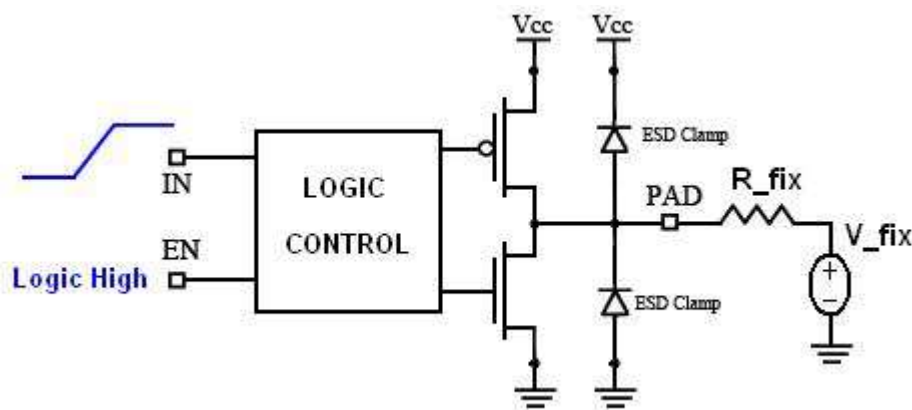 Vcc
Vcc
ESD Clamp
IN
LOGIC
CONTROL
PAD
R_fix
EN
V_fix
Logic High
+
−
ESD Clamp